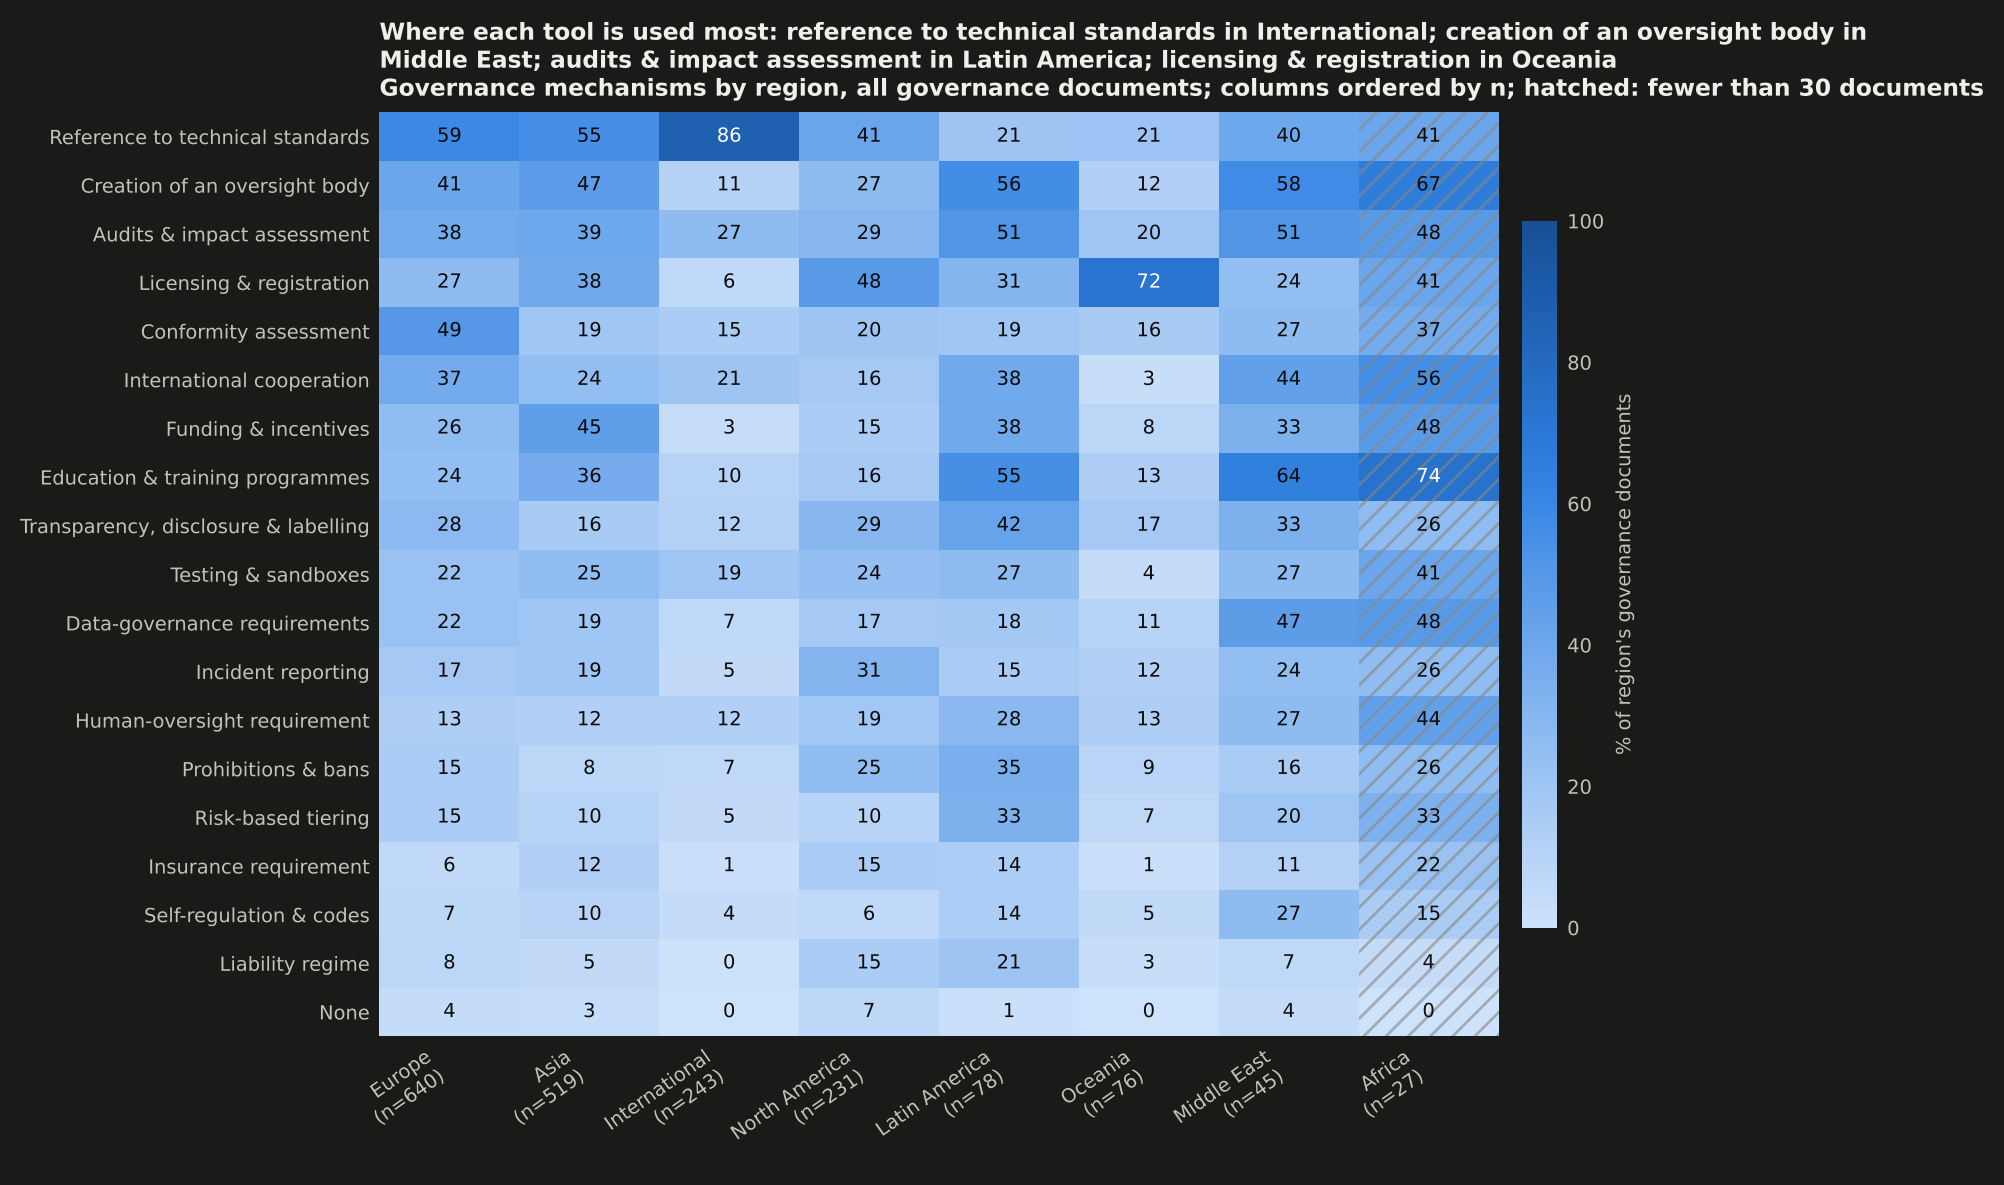 Where each tool is used most: reference to technical standards in International; creation of an oversight body in
Middle East; audits & impact assessment in Latin America; licensing & registration in Oceania
Governance mechanisms by region, all governance documents; columns ordered by n; hatched: fewer than 30 documents
Reference to technical standards 59 55 86 41 21 21 40 41
Creation of an oversight body 41 47 11 27 56 12 58 67
Audits & impact assessment 38 39 27 29 51 20 51 48
Licensing & registration 27 38 6 48 31 72 24 41
Conformity assessment 49 19 15 20 19 16 27 37
International cooperation 37 24 21 16 38 3 44 56
Funding & incentives 26 45 3 15 38 8 33 48
Education & training programmes 24 36 10 16 55 13 64 74
Transparency, disclosure & labelling 28 16 12 29 42 17 33 26
Testing & sandboxes 22 25 19 24 27 4 27 41
Data-governance requirements 22 19 7 17 18 11 47 48
Incident reporting 17 19 5 31 15 12 24 26
Human-oversight requirement 13 12 12 19 28 13 27 44
Prohibitions & bans 15 8 7 25 35 9 16 26
Risk-based tiering 15 10 5 10 33 7 20 33
Insurance requirement 6 12 1 15 14 1 11 22
Self-regulation & codes 7 10 4 6 14 5 27 15
Liability regime 8 5 0 15 21 3 7 4
None 4 3 0 7 1 0 4 0
Europe
(n=640)
Asia
(n=519)
International
(n=243)
North America
(n=231)
Latin America
(n=78)
Oceania
(n=76)
Middle East
(n=45)
Africa
(n=27)
100
80
60
40
20
0
% of region's governance documents